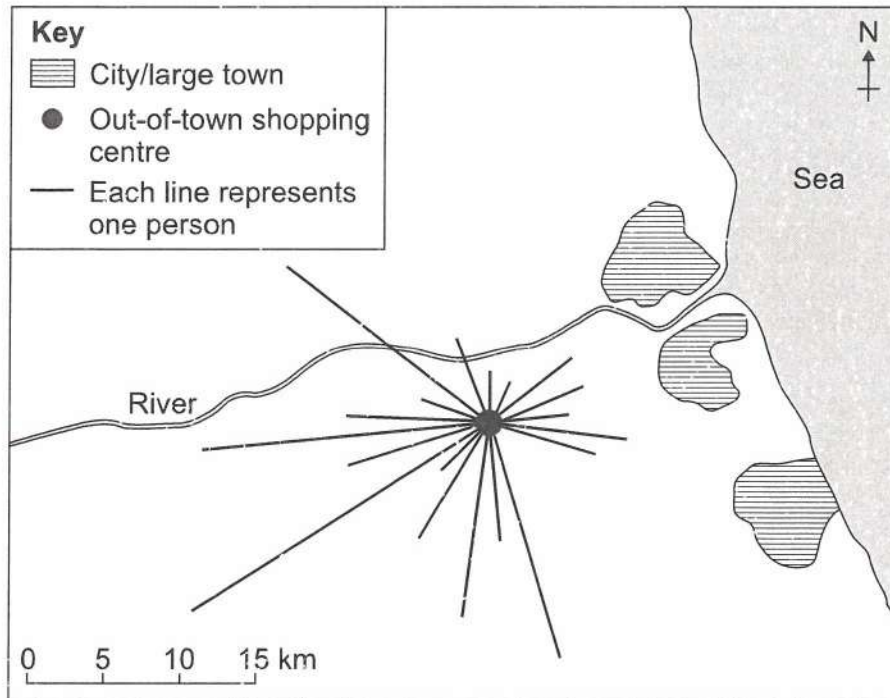 Key
City/large town
Out-of-town shopping
centre
Each line represents
one person
N
Sea
River
0 5 10 15 km